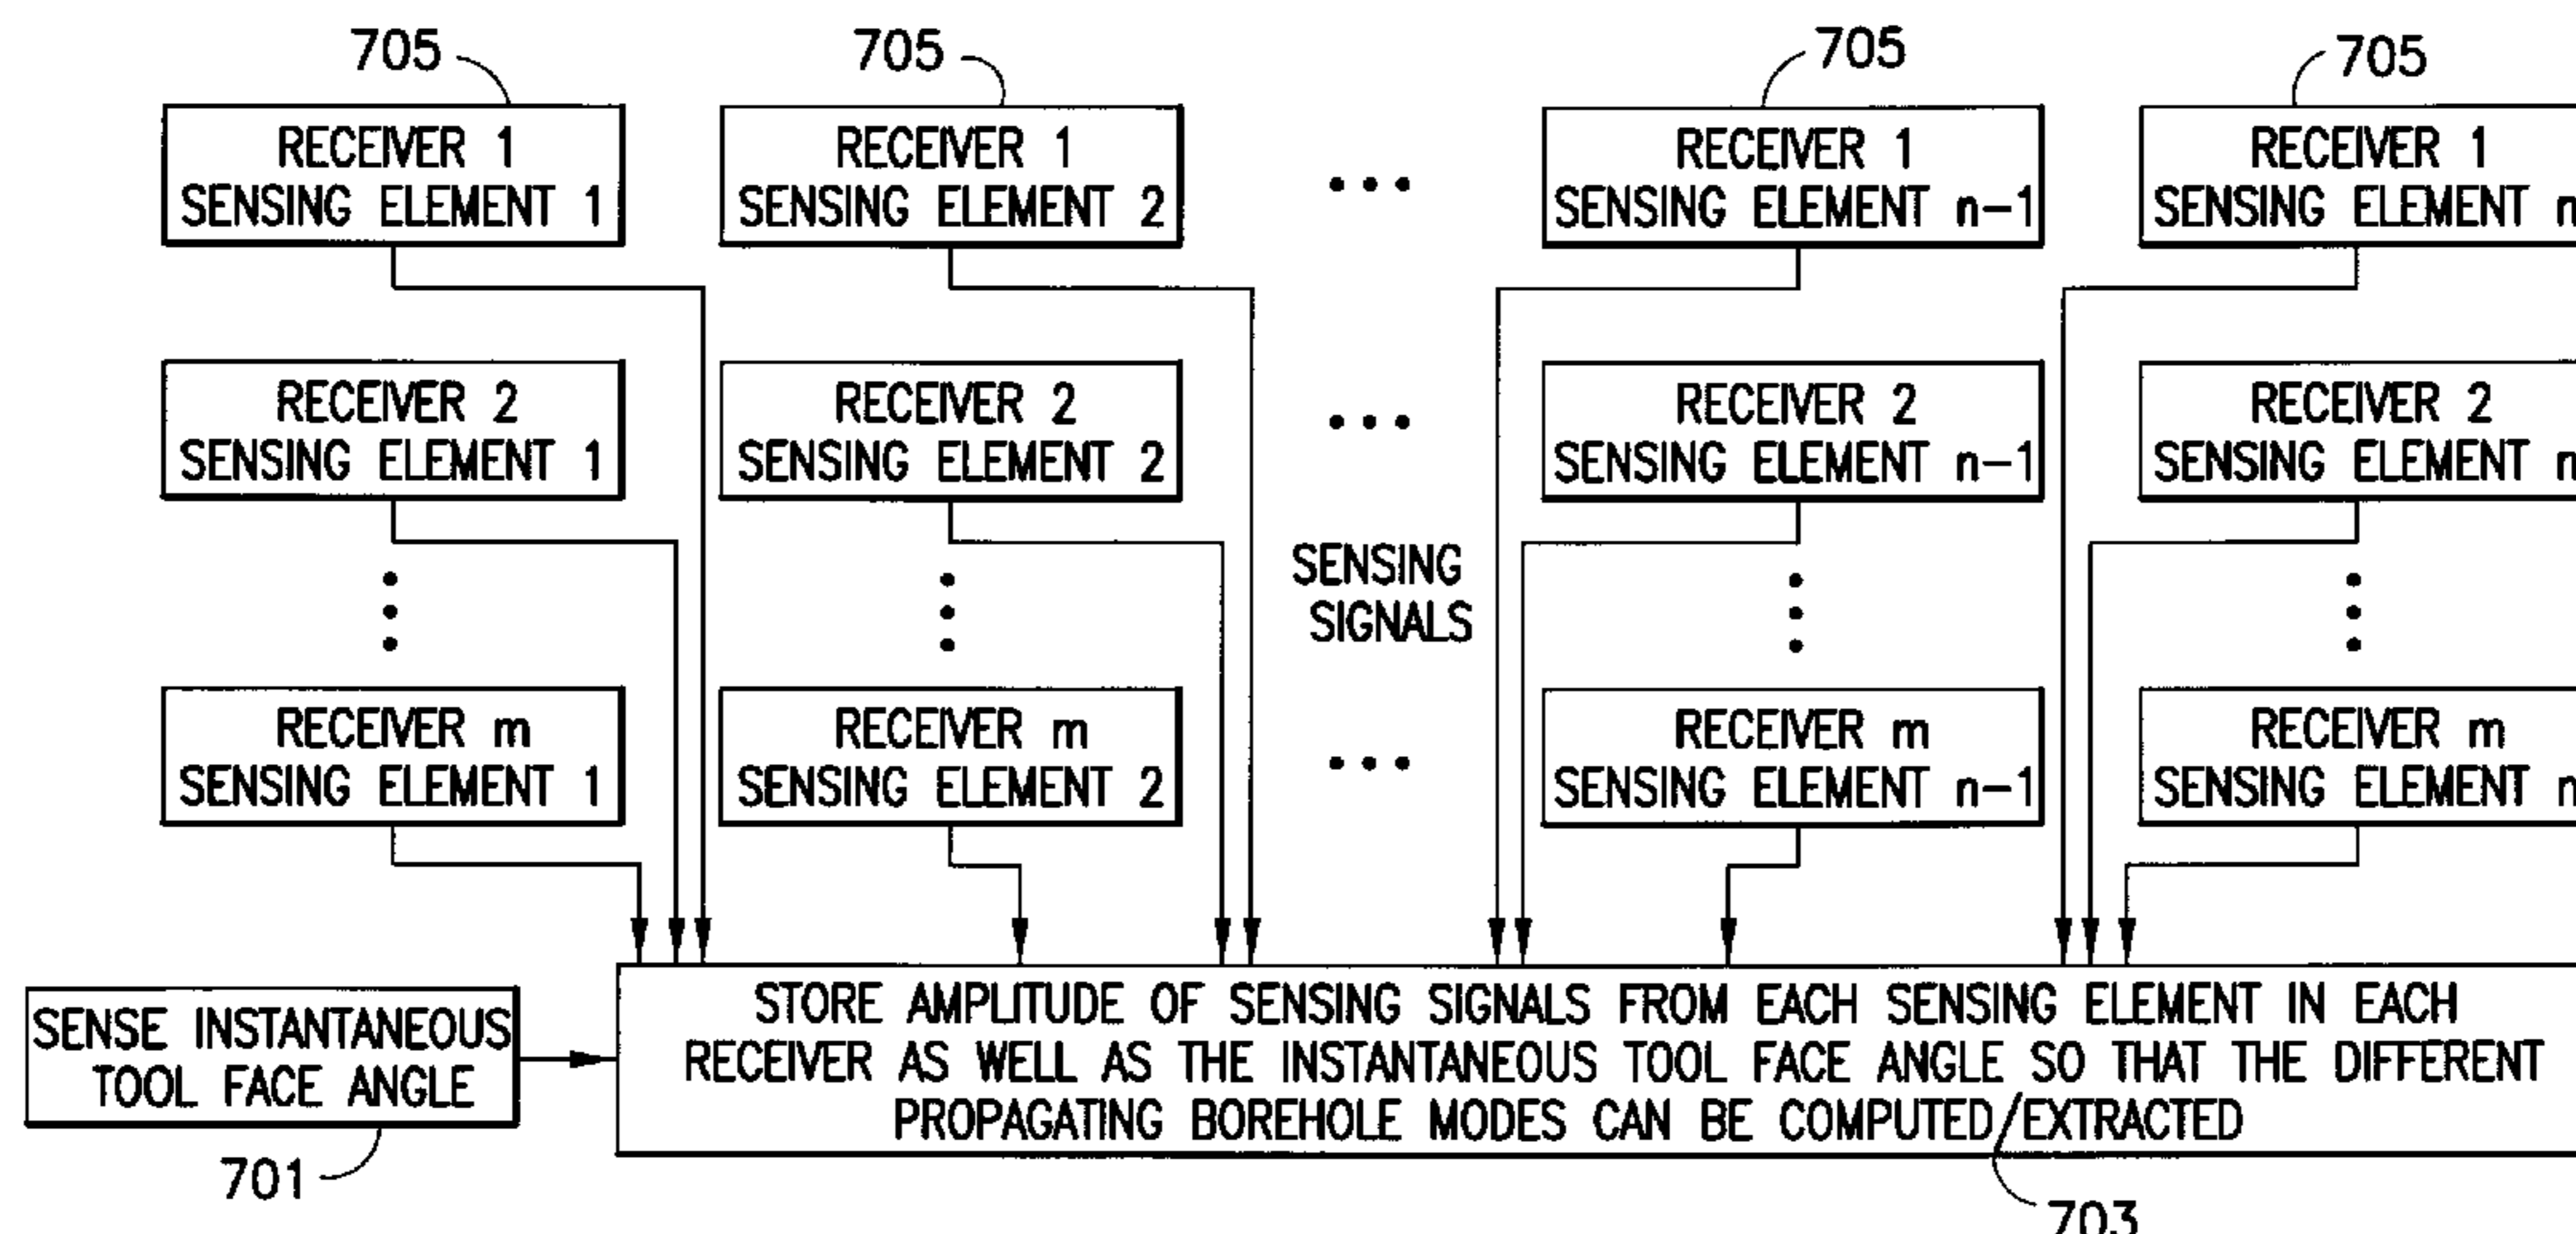 705
705
705
705
RECEIVER 1
SENSING ELEMENT 1
RECEIVER 1
SENSING ELEMENT 2
RECEIVER 1
SENSING ELEMENT n-1
RECEIVER 1
SENSING ELEMENT n
RECEIVER 2
SENSING ELEMENT 1
RECEIVER 2
SENSING ELEMENT 2
RECEIVER 2
SENSING ELEMENT n-1
RECEIVER 2
SENSING ELEMENT n
SENSING
SIGNALS
RECEIVER m
SENSING ELEMENT 1
RECEIVER m
SENSING ELEMENT 2
RECEIVER m
SENSING ELEMENT n-1
RECEIVER m
SENSING ELEMENT n
SENSE INSTANTANEOUS
TOOL FACE ANGLE
701
STORE AMPLITUDE OF SENSING SIGNALS FROM EACH SENSING ELEMENT IN EACH
RECEIVER AS WELL AS THE INSTANTANEOUS TOOL FACE ANGLE SO THAT THE DIFFERENT
PROPAGATING BOREHOLE MODES CAN BE COMPUTED/EXTRACTED
703